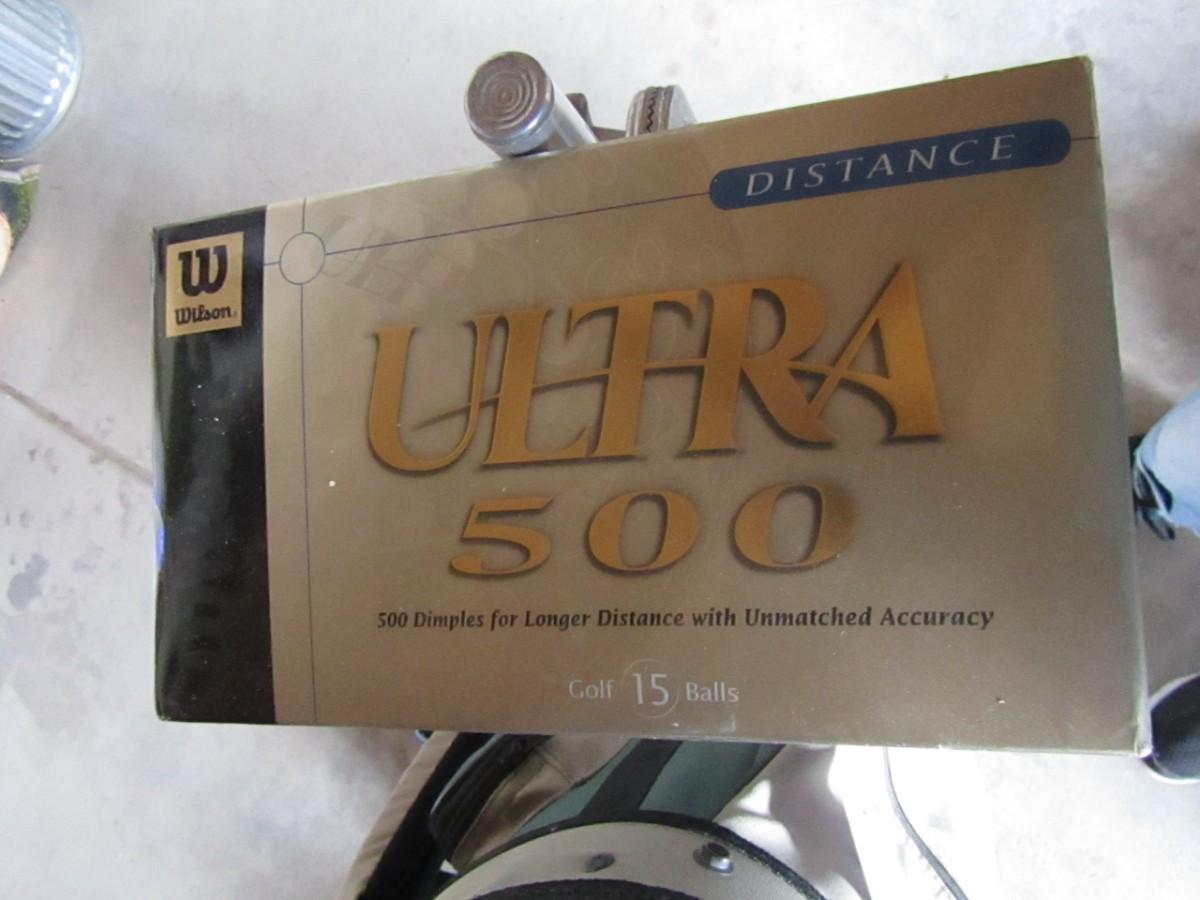 DISTANCE
W
Wilson
ULTRA
500
500 Dimples for Longer Distance with Unmatched Accuracy
Golf 15 Balls